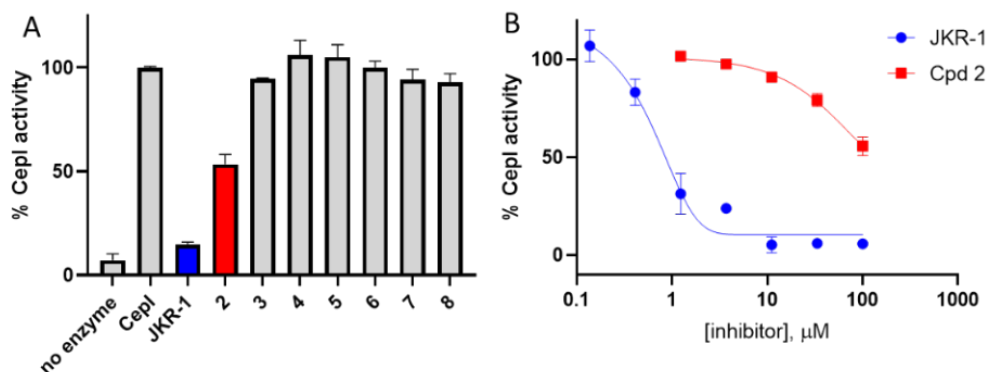 A
% CepI activity
100
50
0
no enzyme
CepI
JKR-1
2
3
4
5
6
7
8
B
% CepI activity
100
50
0
0.1
1
10
100
1000
[inhibitor], μM
JKR-1
Cpd 2